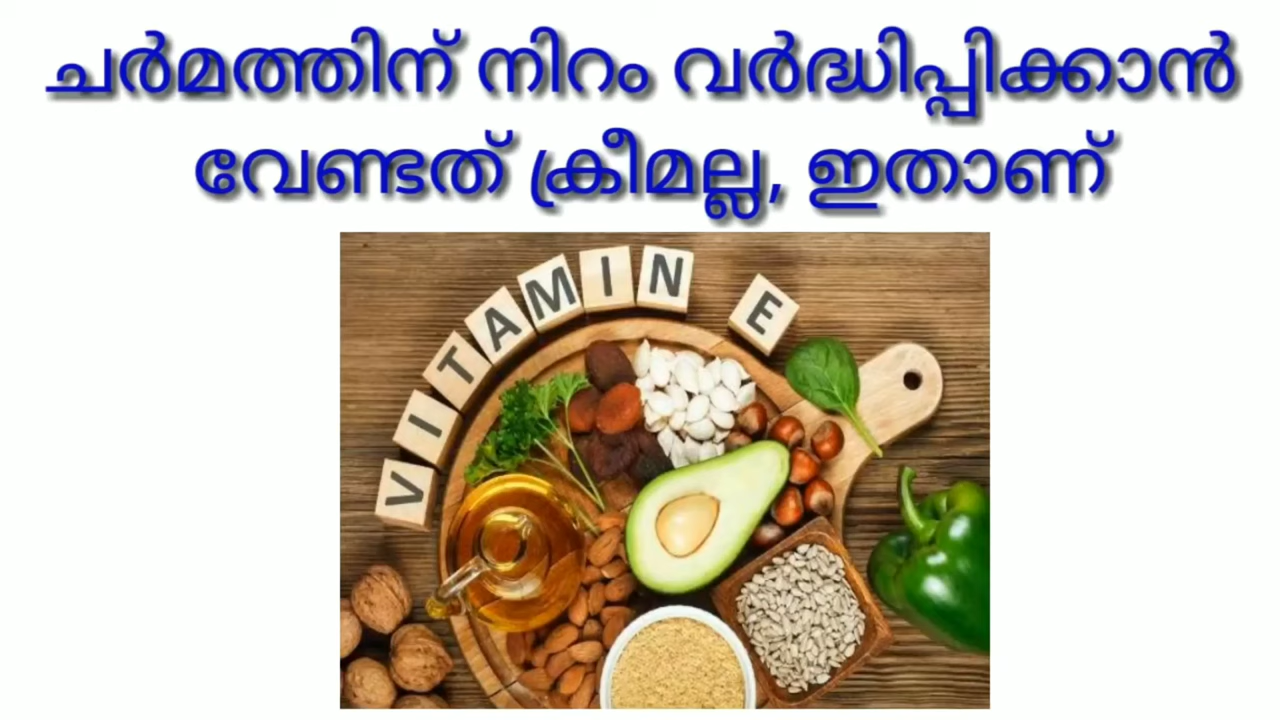 ചർമത്തിന് നിറം വർദ്ധിപ്പിക്കാൻ
വേണ്ടത് ക്രീമല്ല, ഇതാണ്
VITAMIN E